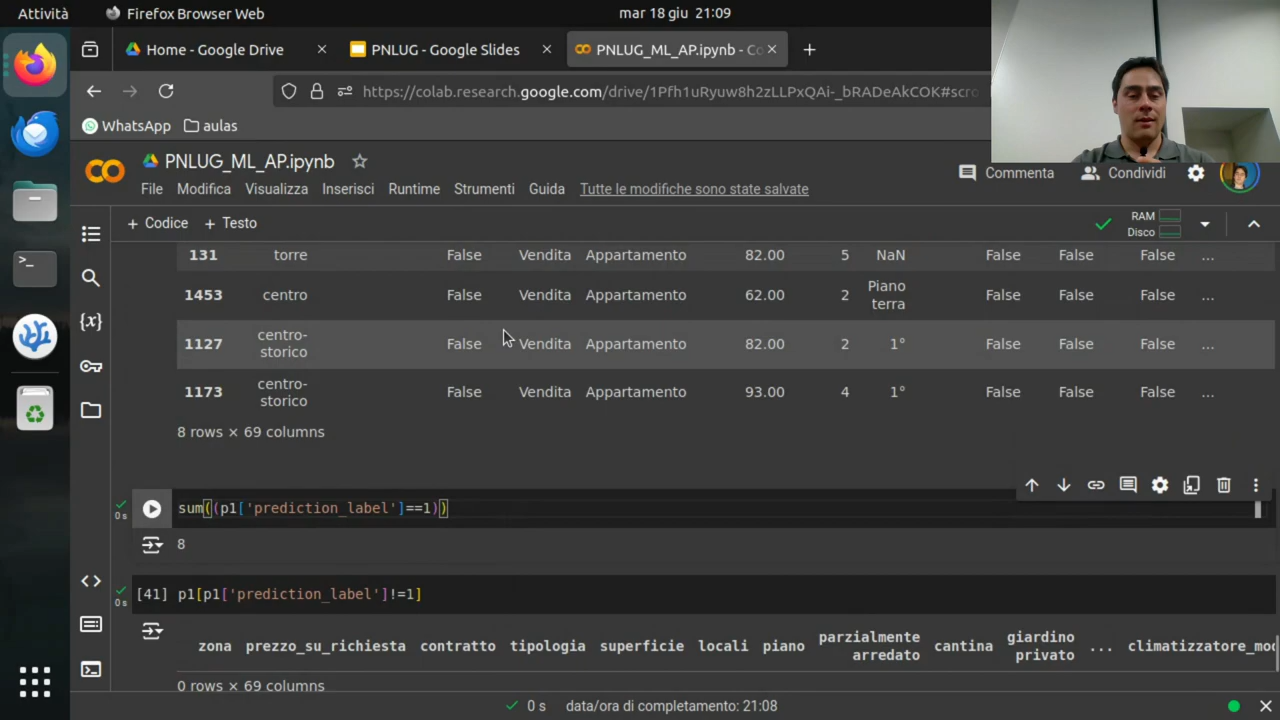 Attività
Firefox Browser Web
mar 18 giu 21:09
Home - Google Drive
PNLUG - Google Slides
PNLUG_ML_AP.ipynb - Co
https://colab.research.google.com/drive/1Pfh1uRyuw8h2zLLPxQAi-_bRADeAkCOK#scro
WhatsApp
aulas
PNLUG_ML_AP.ipynb
Commenta
Condividi
File Modifica Visualizza Inserisci Runtime Strumenti Guida Tutte le modifiche sono state salvate
+ Codice + Testo
RAM
Disco
131 torre False Vendita Appartamento 82.00 5 NaN False False False ...
1453 centro False Vendita Appartamento 62.00 2 Piano terra False False False ...
1127 centro-storico False Vendita Appartamento 82.00 2 1° False False False ...
1173 centro-storico False Vendita Appartamento 93.00 4 1° False False False ...
8 rows × 69 columns
0 s
sum((p1['prediction_label']==1))
8
0 s
[41] p1[p1['prediction_label']!=1]
zona prezzo_su_richiesta contratto tipologia superficie locali piano parzialmente arredato cantina giardino privato ... climatizzatore_mod
0 rows × 69 columns
0 s data/ora di completamento: 21:08